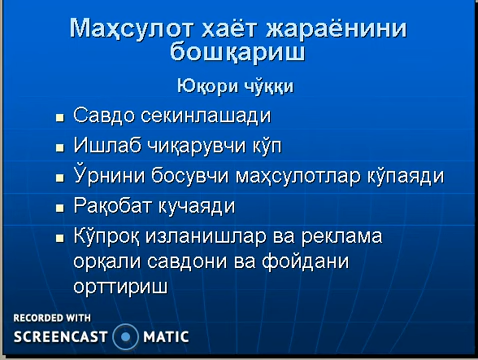 Маҳсулот хаёт жараёнини
бошқариш
Юқори чўққи
Савдо секинлашади
Ишлаб чиқарувчи кўп
Ўрнини босувчи маҳсулотлар кўпаяди
Рақобат кучаяди
Кўпроқ изланишлар ва реклама
орқали савдони ва фойдани
орттириш
RECORDED WITH
SCREENCAST MATIC